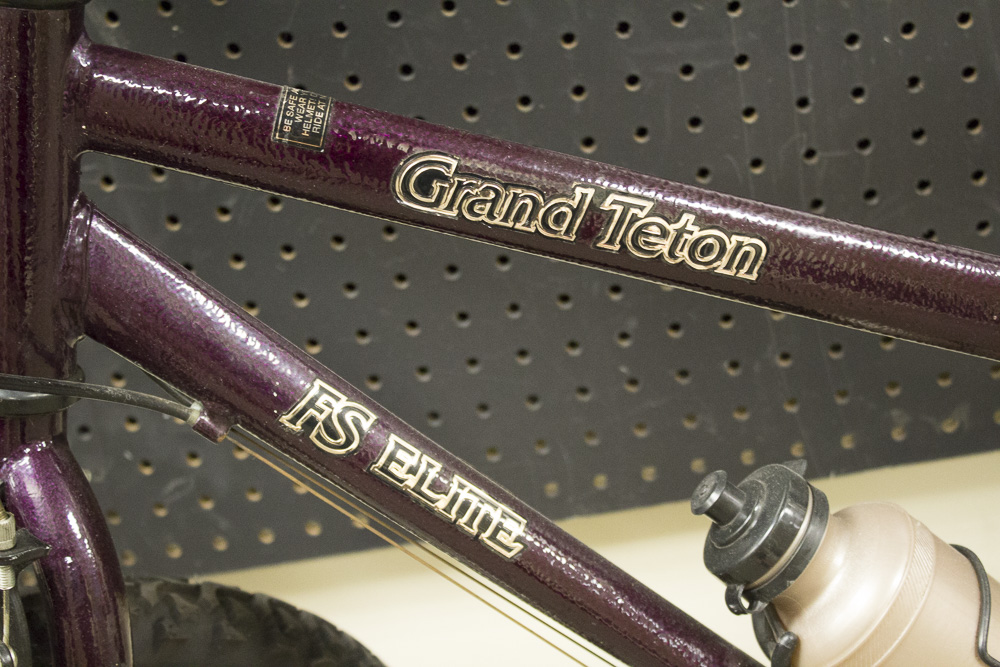 BE SAFE
WEAR
HELMET
RIDE AT
Grand Teton
FS ELITE